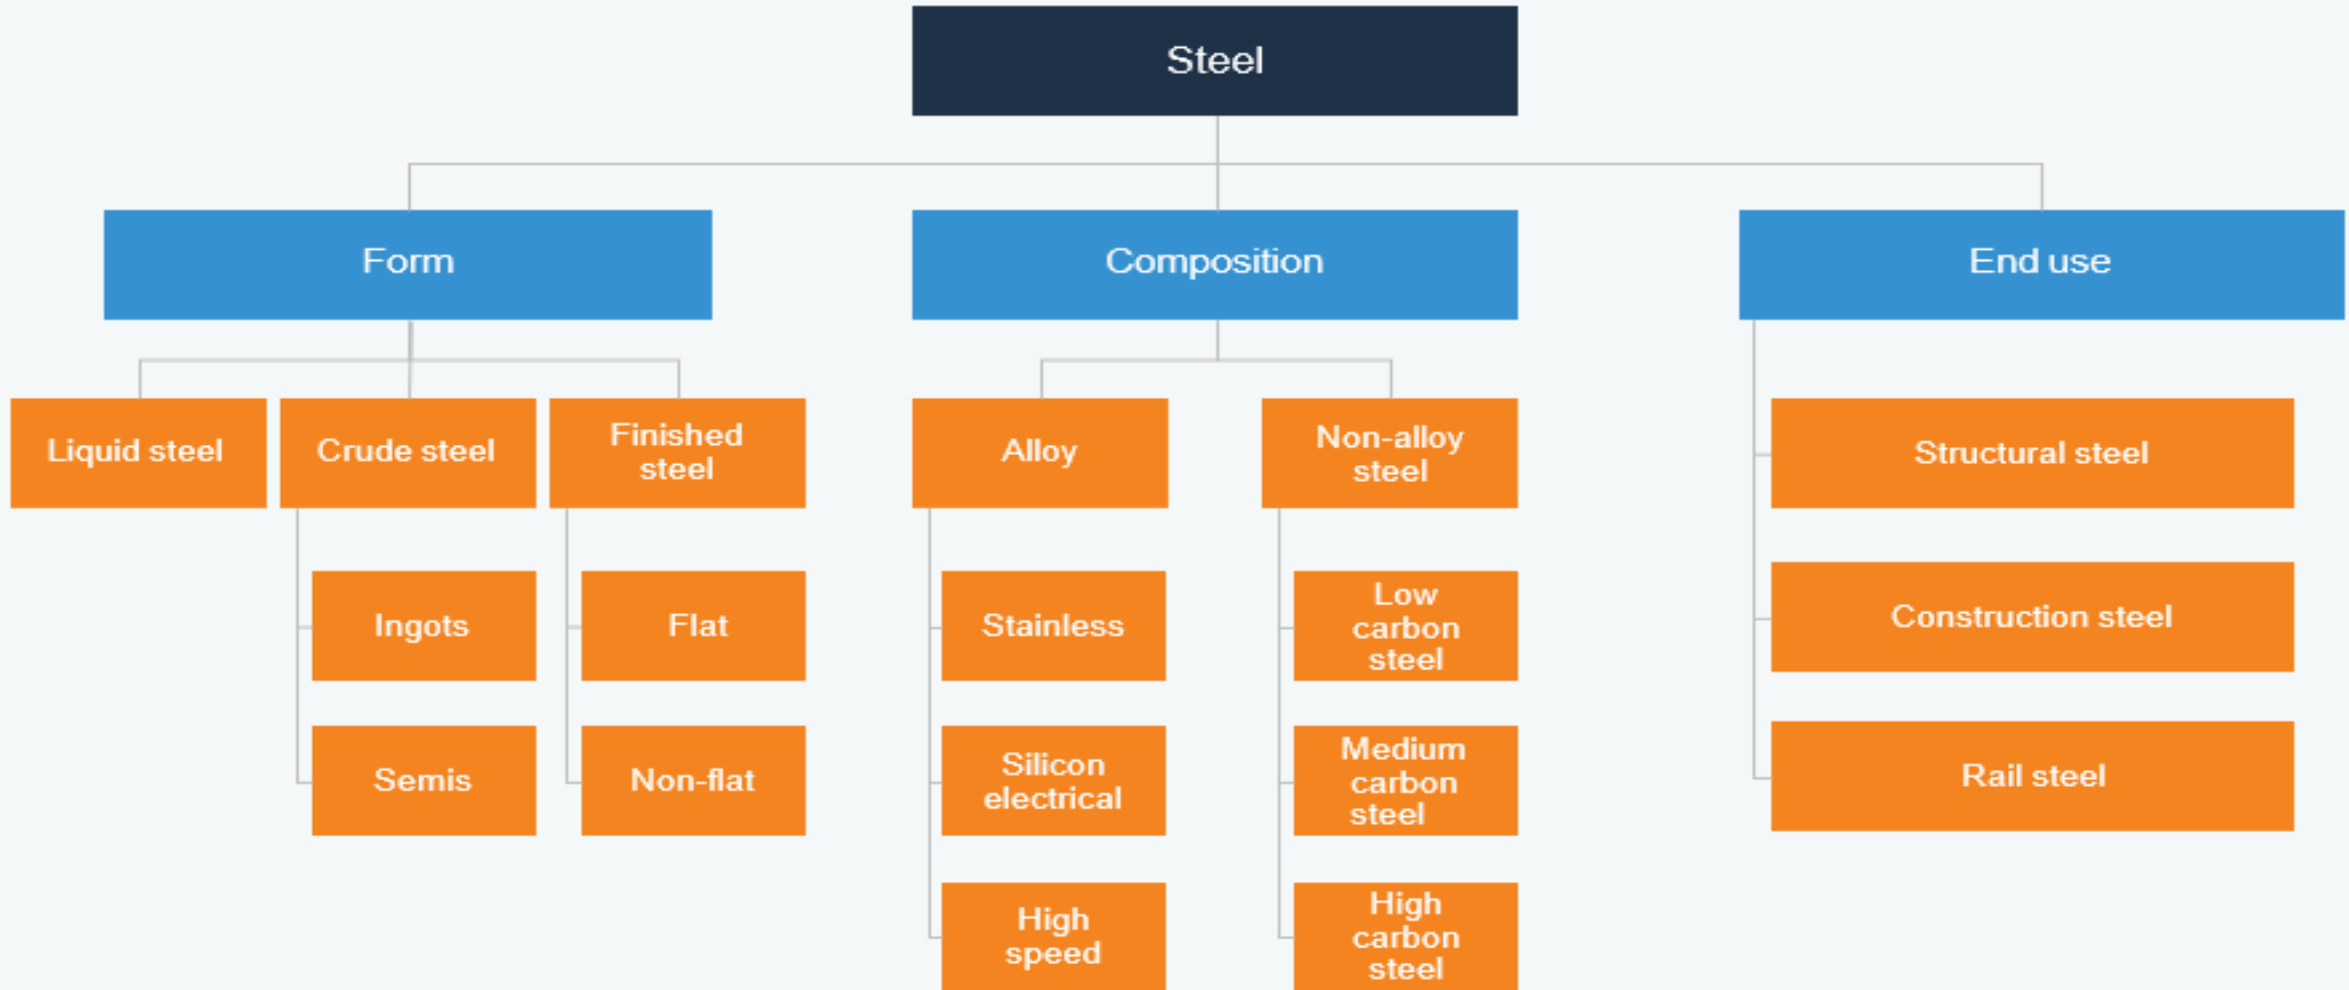 Steel
Form
Composition
End use
Liquid steel
Crude steel
Finished
steel
Alloy
Non-alloy
steel
Structural steel
Ingots
Flat
Stainless
Low
carbon
steel
Construction steel
Semis
Non-flat
Silicon
electrical
Medium
carbon
steel
Rail steel
High
speed
High
carbon
steel